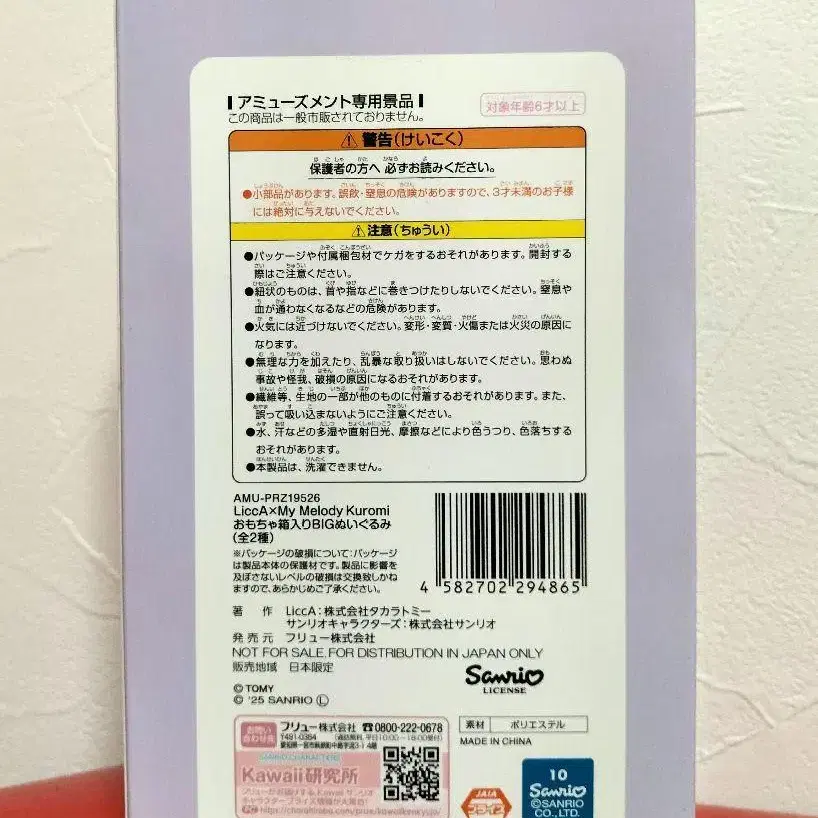 アミューズメント専用景品
この商品は一般市販されておりません。
対象年齢6才以上
警告(けいこく)
保護者の方へ 必ずお読みください。
●小部品があります。誤飲・窒息の危険がありますので、3才未満のお子様
には絶対に与えないでください。
注意(ちゅうい)
●パッケージや付属梱包材でケガをするおそれがあります。開封する
際はご注意ください。
●紐状のものは、首や指などに巻きつけたりしないでください。窒息や
血が通わなくなるなどの危険があります。
●火気には近づけないでください。変形・変質・火傷または火災の原因に
なります。
●無理な力を加えたり、乱暴な取り扱いはしないでください。思わぬ
事故や怪我、破損の原因になるおそれがあります。
●繊維等、生地の一部が他のものに付着するおそれがあります。また、
誤って吸い込まないようにご注意ください。
●水、汗などの多湿や直射日光、摩擦などにより色うつり、色落ちする
おそれがあります。
●本製品は、洗濯できません。
AMU-PRZ19526
LiccA×My Melody Kuromi
おもちゃ箱入りBIGぬいぐるみ
(全2種)
※パッケージの破損について:パッケージ
は製品本体の保護材です。製品に影響を
及ぼさないレベルの破損は交換致しかね
ますので、あらかじめご了承ください。
4 582702 294865
著 作 LiccA:株式会社タカラトミー
サンリオキャラクターズ:株式会社サンリオ
発 売 元 フリュー株式会社
NOT FOR SALE, FOR DISTRIBUTION IN JAPAN ONLY
販売地域 日本限定
Sanrio
LICENSE
© TOMY
© '25 SANRIO Ⓛ
お問い
合わせ先
フリュー株式会社 ☎0800-222-0678
素材 ポリエステル
MADE IN CHINA
SANRIO CHARACTERS
Kawaii研究所
JAIA
10
Sanrio
©SANRIO
CO., LTD.